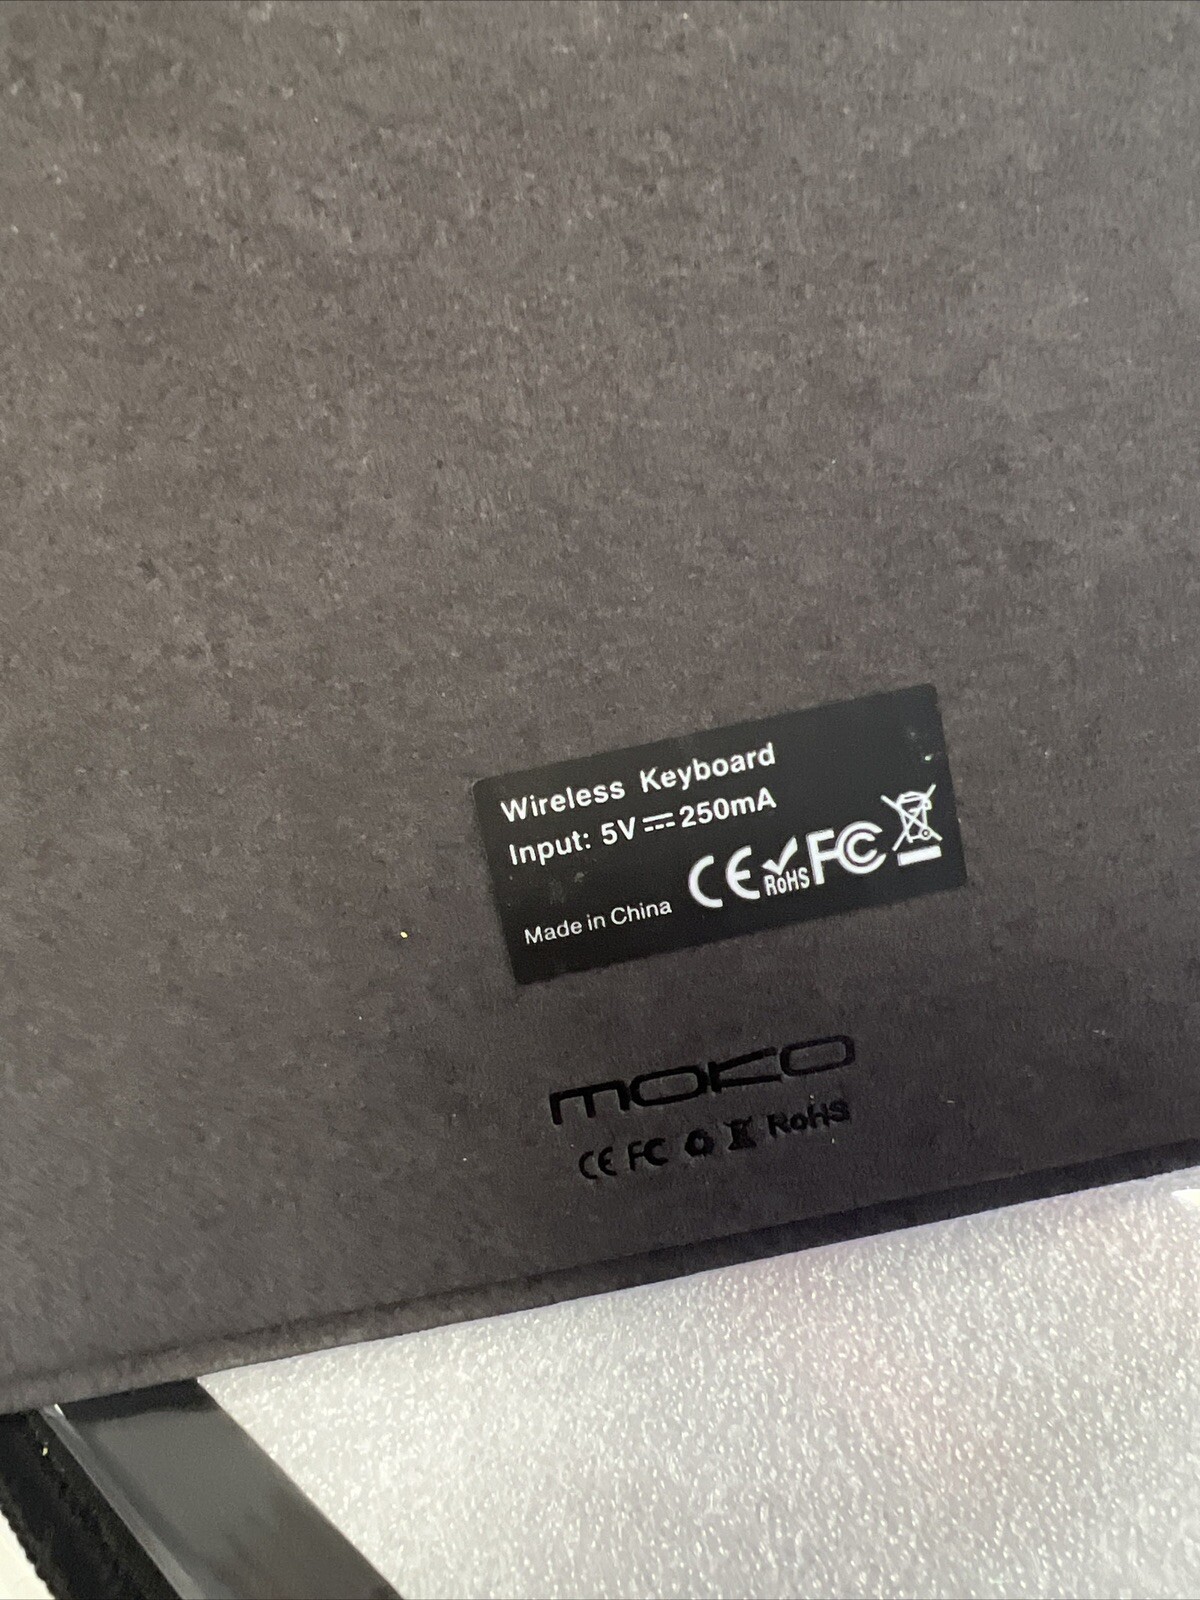 Wireless Keyboard
Input: 5V⎓250mA
Made in China CE RoHS FC
MOKO
CE FC RoHS